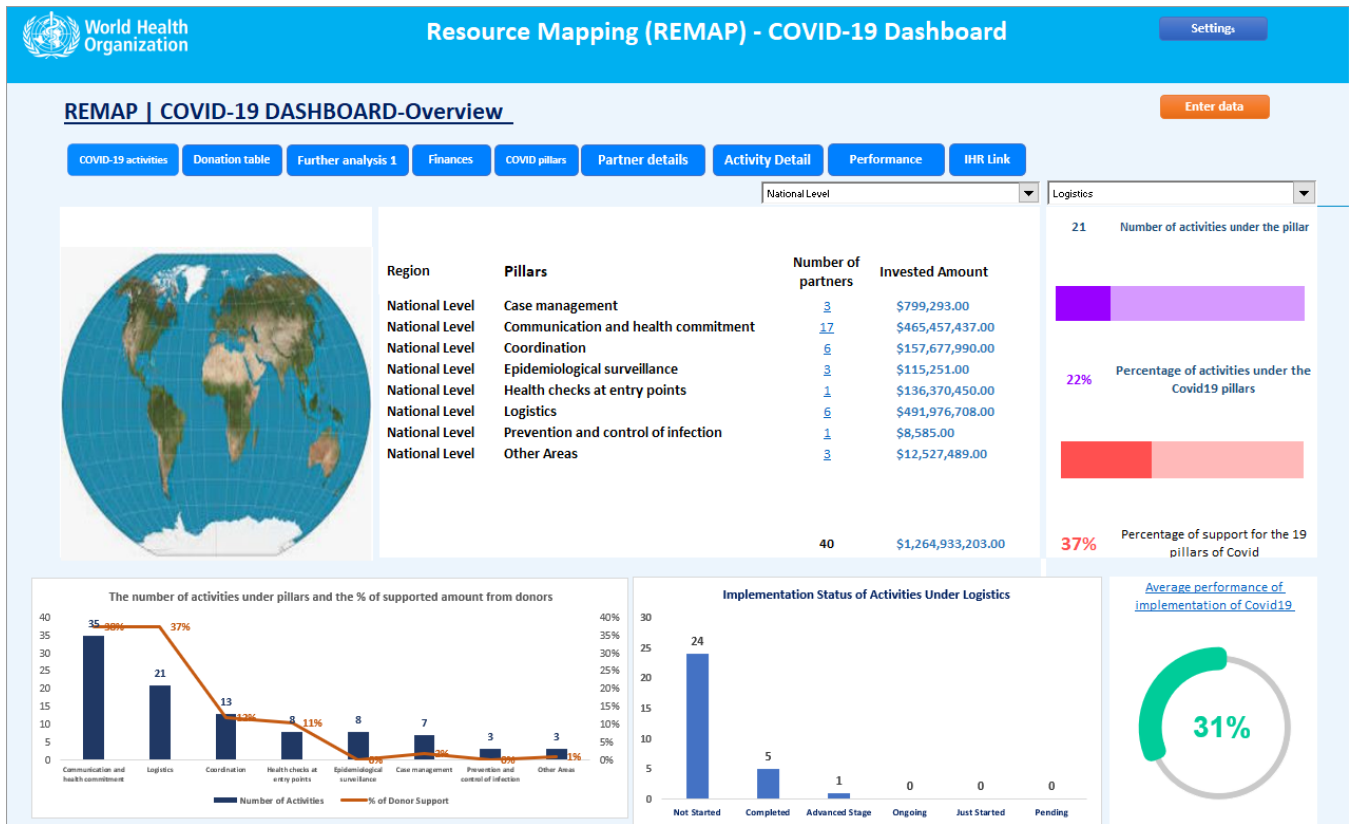 World Health
Organization
Resource Mapping (REMAP) - COVID-19 Dashboard
Settings
REMAP | COVID-19 DASHBOARD-Overview
Enter data
COVID-19 activities
Donation table
Further analysis 1
Finances
COVID pillars
Partner details
Activity Detail
Performance
IHR Link
National Level
Logistics
Region Pillars Number of partners Invested Amount
National Level Case management 3 $799,293.00
National Level Communication and health commitment 17 $465,457,437.00
National Level Coordination 6 $157,677,990.00
National Level Epidemiological surveillance 3 $115,251.00
National Level Health checks at entry points 1 $136,370,450.00
National Level Logistics 6 $491,976,708.00
National Level Prevention and control of infection 1 $8,585.00
National Level Other Areas 3 $12,527,489.00
40 $1,264,933,203.00
21 Number of activities under the pillar
22% Percentage of activities under the
Covid19 pillars
37% Percentage of support for the 19
pillars of Covid
The number of activities under pillars and the % of supported amount from donors
40
35
30
25
20
15
10
5
0
35
21
13
8
8
7
3
3
38%
37%
12%
11%
0%
0%
1%
40%
35%
30%
25%
20%
15%
10%
5%
0%
Communication and
health commitment
Logistics
Coordination
Health checks at
entry points
Epidemiological
surveillance
Case management
Prevention and
control of infection
Other Areas
Number of Activities
% of Donor Support
Implementation Status of Activities Under Logistics
30
25
20
15
10
5
0
24
5
1
0
0
0
Not Started
Completed
Advanced Stage
Ongoing
Just Started
Pending
Average performance of
implementation of Covid19
31%